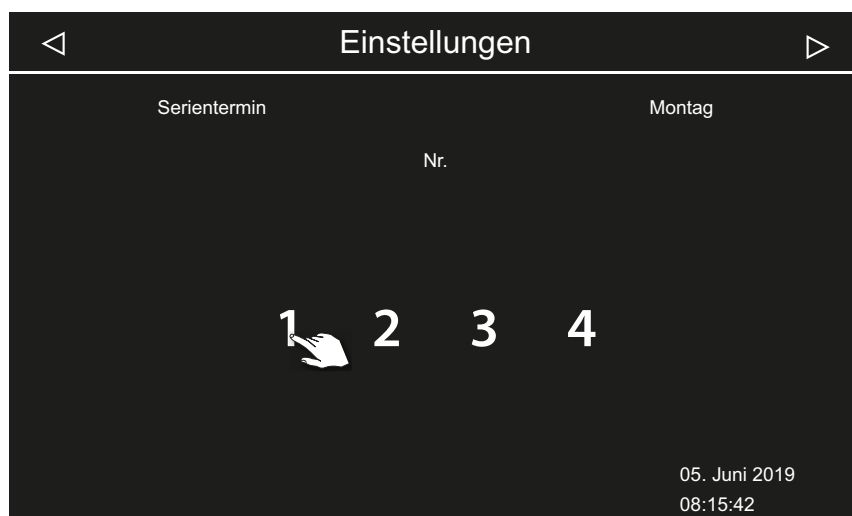 Einstellungen
Serientermin Montag
Nr.
1 2 3 4
05. Juni 2019
08:15:42